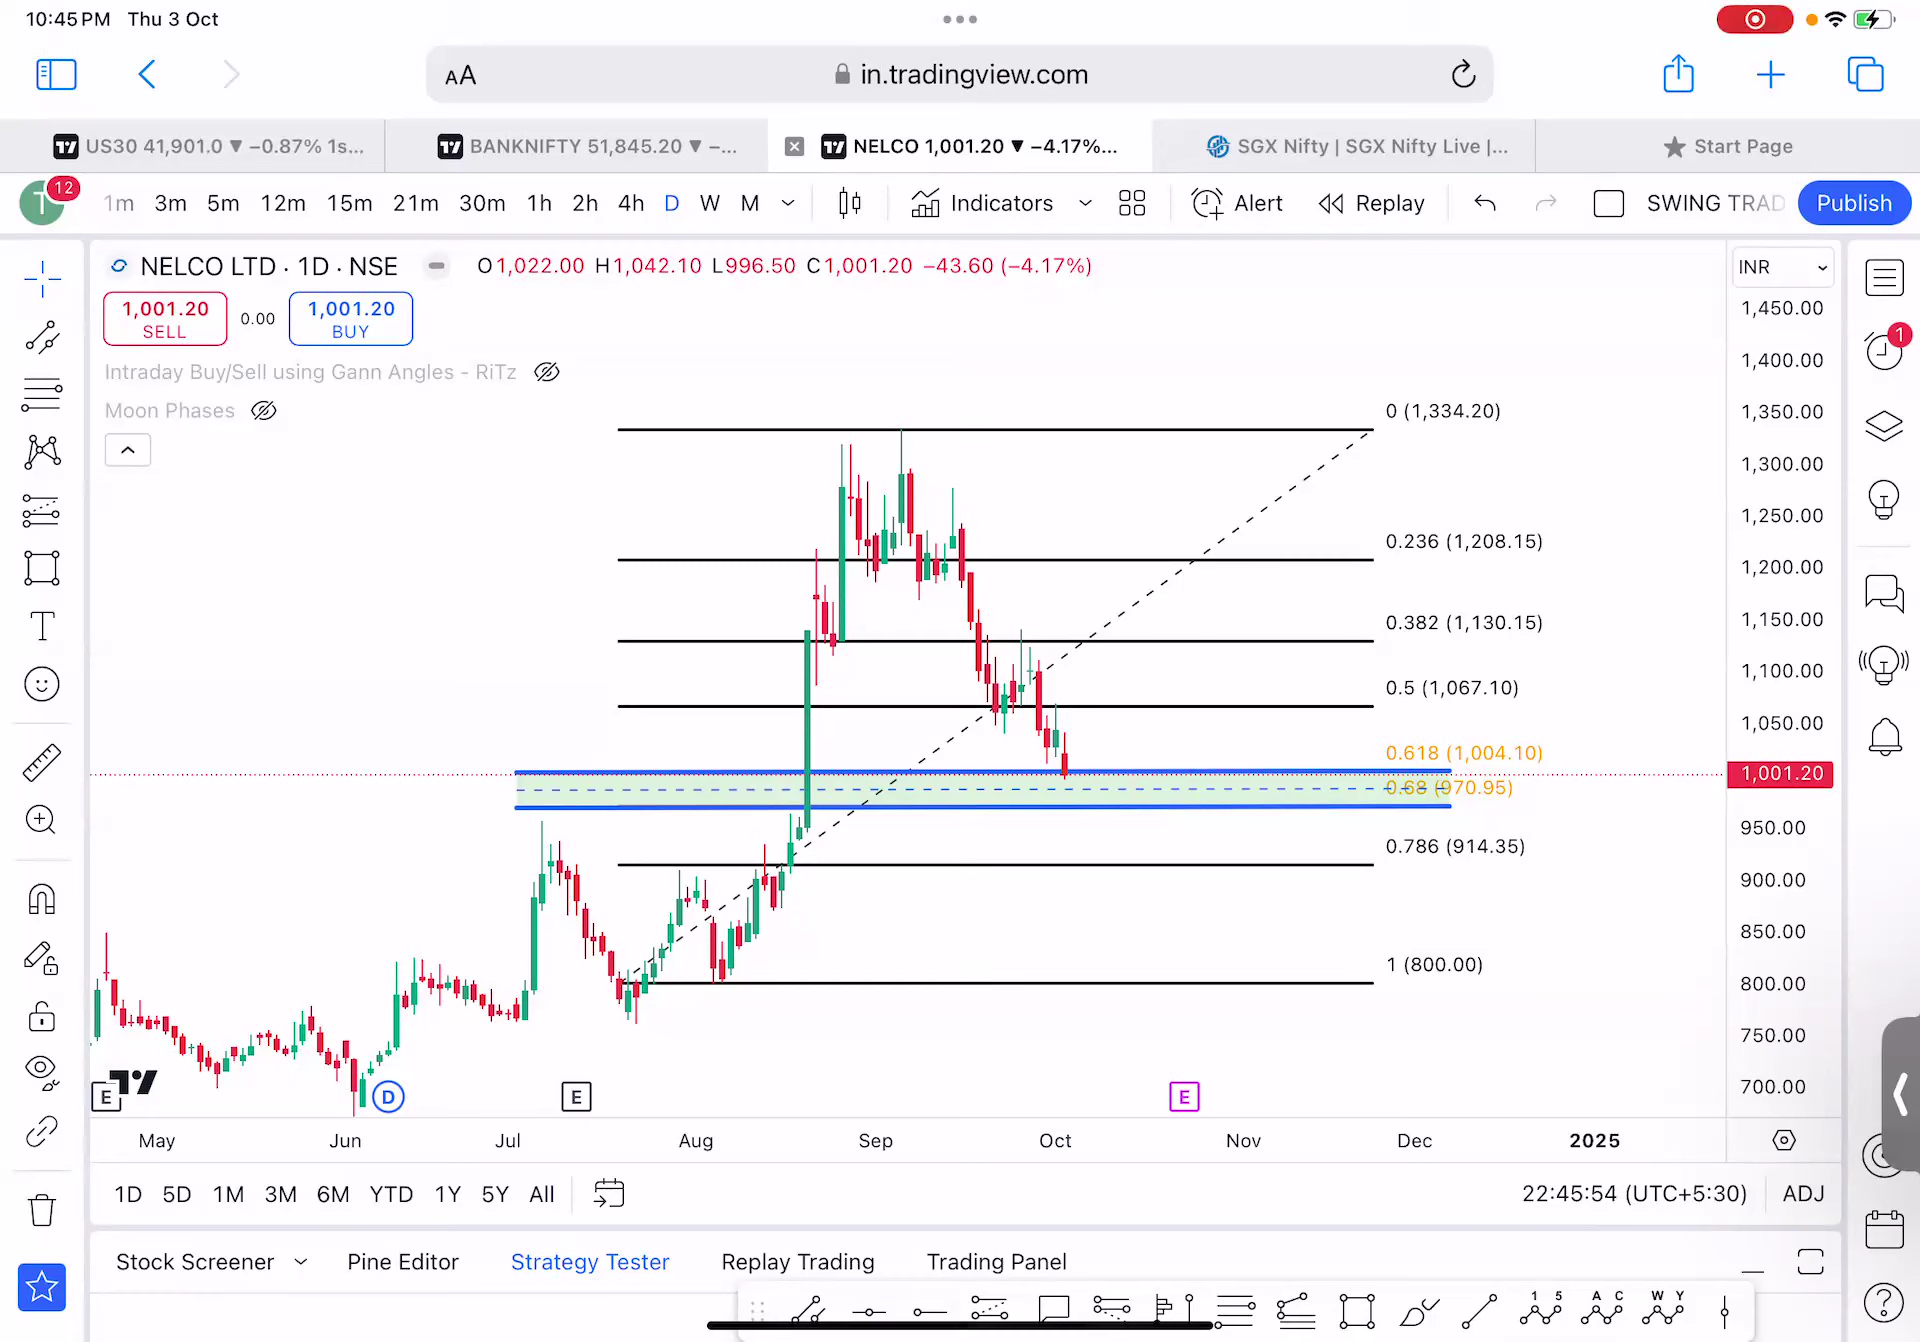 10:45 PM Thu 3 Oct
AA in.tradingview.com
US30 41,901.0 ▼ −0.87% 1s... BANKNIFTY 51,845.20 ▼ −... NELCO 1,001.20 ▼ −4.17%... SGX Nifty | SGX Nifty Live |... Start Page
T 12 1m 3m 5m 12m 15m 21m 30m 1h 2h 4h D W M Indicators Alert Replay SWING TRAD Publish
NELCO LTD · 1D · NSE O1,022.00 H1,042.10 L996.50 C1,001.20 −43.60 (−4.17%) INR
1,001.20 SELL 0.00 1,001.20 BUY
Intraday Buy/Sell using Gann Angles - RiTz
Moon Phases
1
0 (1,334.20)
0.236 (1,208.15)
0.382 (1,130.15)
0.5 (1,067.10)
0.618 (1,004.10)
0.68 (970.95)
0.786 (914.35)
1 (800.00)
1,450.00
1,400.00
1,350.00
1,300.00
1,250.00
1,200.00
1,150.00
1,100.00
1,050.00
1,001.20
950.00
900.00
850.00
800.00
750.00
700.00
E D E E
May Jun Jul Aug Sep Oct Nov Dec 2025
1D 5D 1M 3M 6M YTD 1Y 5Y All 22:45:54 (UTC+5:30) ADJ
Stock Screener Pine Editor Strategy Tester Replay Trading Trading Panel
1 5 A C W Y